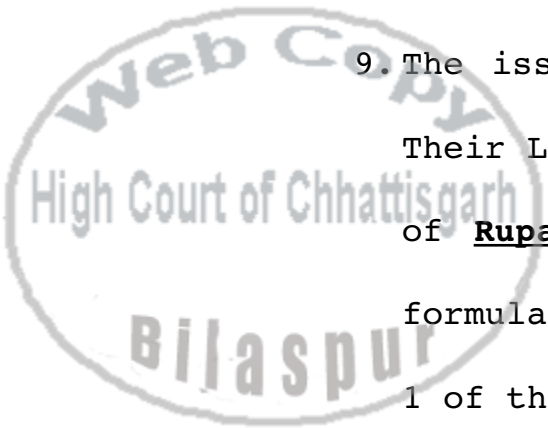 Web Copy
High Court of Chhattisgarh
Bilaspur
9. The iss
Their L
of Rupa
formula
1 of th